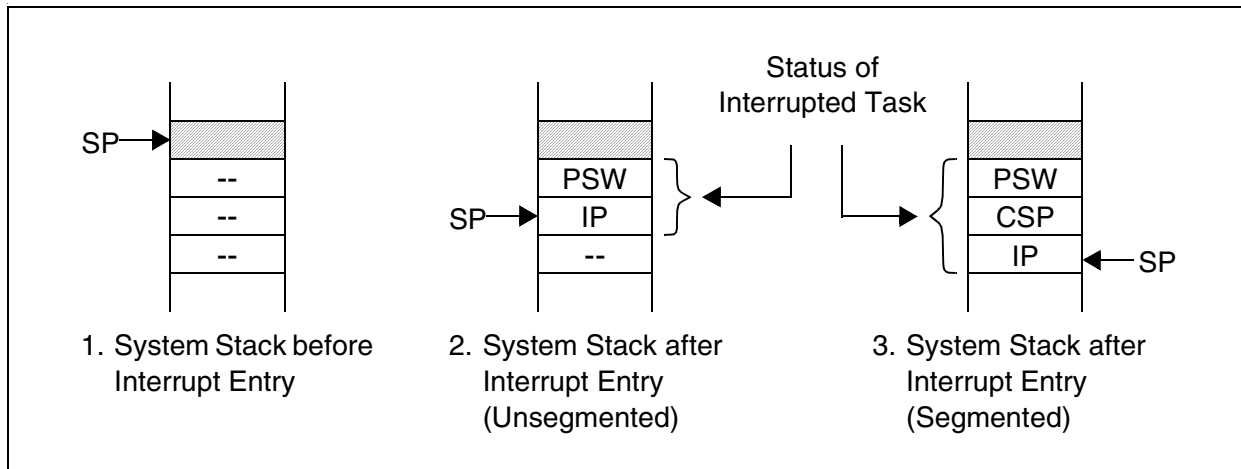 Status of
Interrupted Task
SP
--
--
--
SP
PSW
IP
--
PSW
CSP
IP
SP
1. System Stack before
Interrupt Entry
2. System Stack after
Interrupt Entry
(Unsegmented)
3. System Stack after
Interrupt Entry
(Segmented)